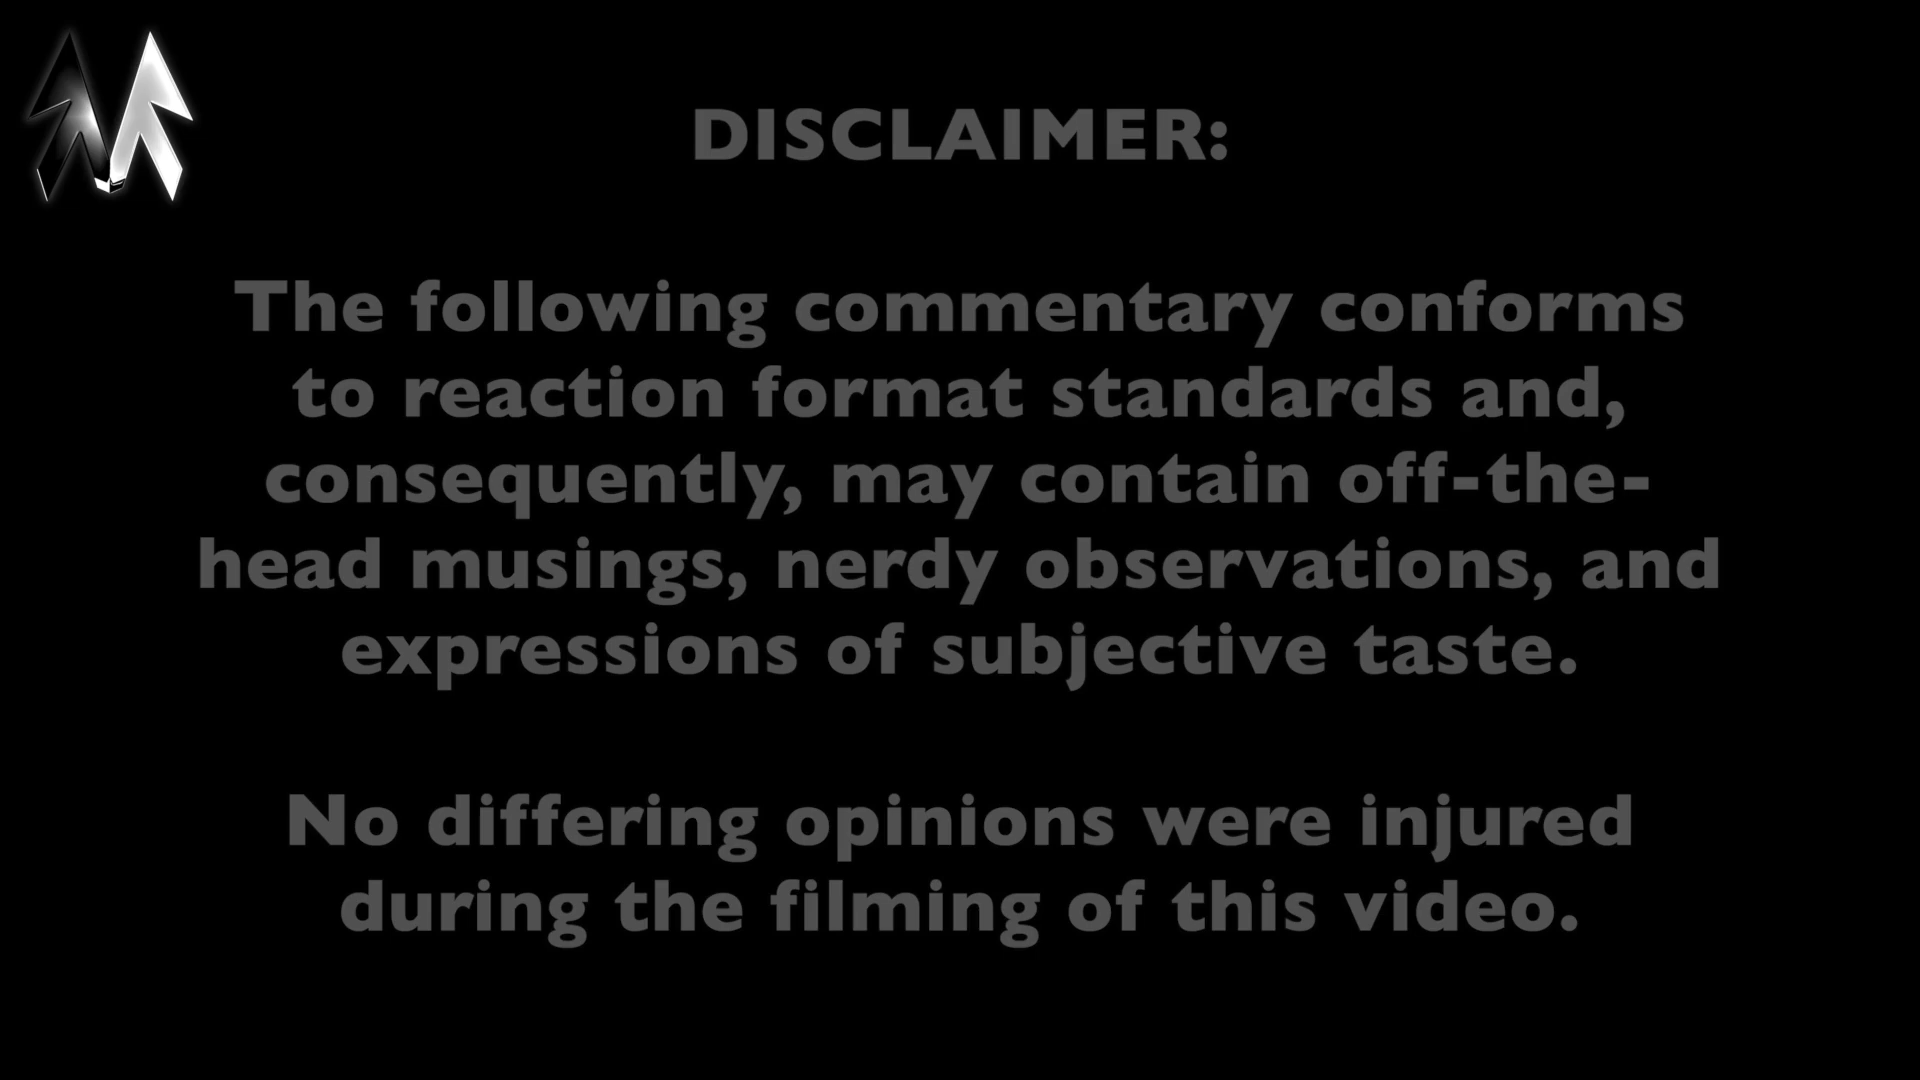 DISCLAIMER:
The following commentary conforms
to reaction format standards and,
consequently, may contain off-the-
head musings, nerdy observations, and
expressions of subjective taste.
No differing opinions were injured
during the filming of this video.